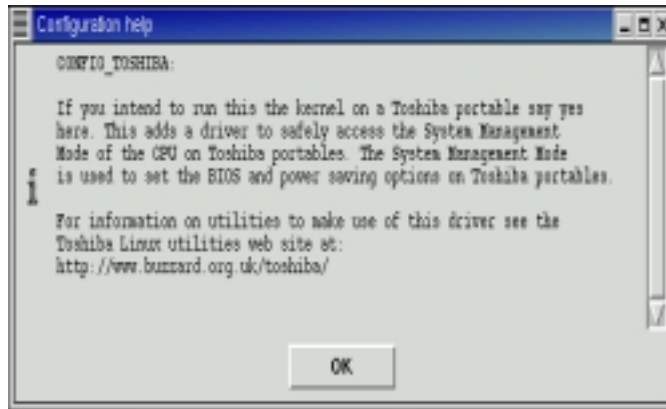 Configuration help
CONFIG_TOSHIBA:
If you intend to run this the kernel on a Toshiba portable say yes
here. This adds a driver to safely access the System Management
Mode of the CPU on Toshiba portables. The System Management Mode
is used to set the BIOS and power saving options on Toshiba portables.
For information on utilities to make use of this driver see the
Toshiba Linux utilities web site at:
http://www.buzzard.org.uk/toshiba/
OK